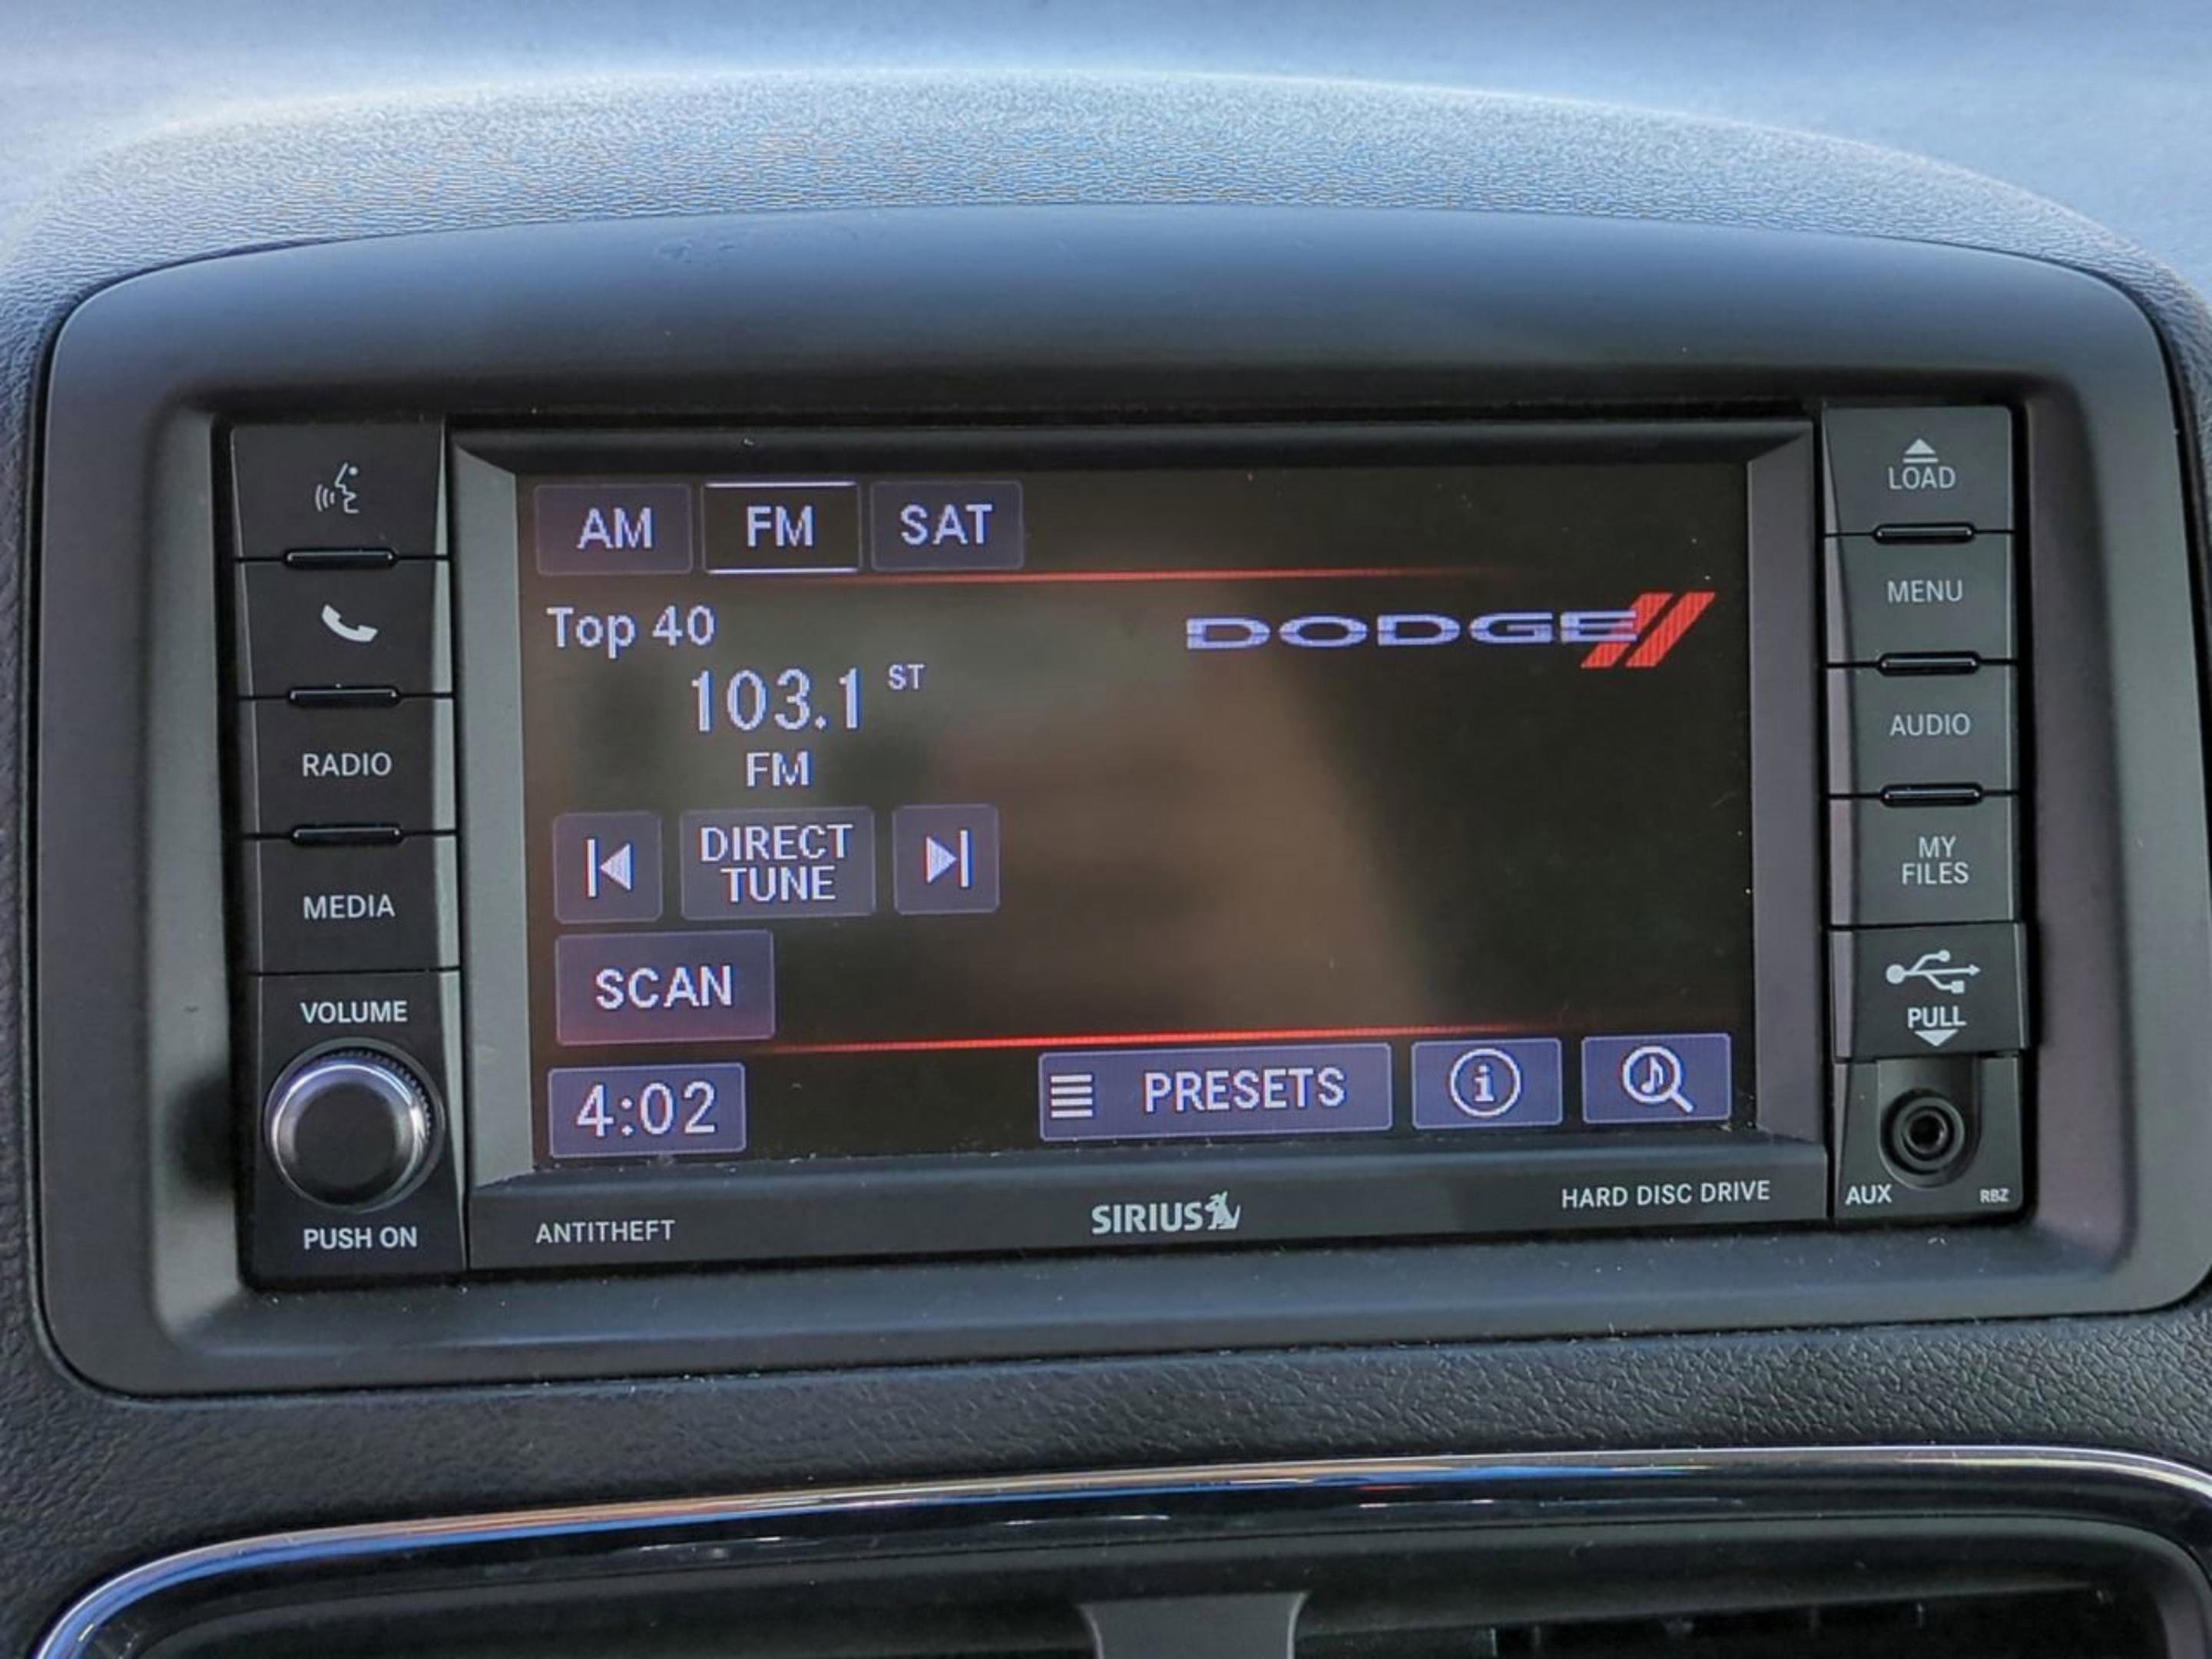 LOAD
AM FM SAT
MENU
Top 40
DODGE
103.1 ST
FM
RADIO
AUDIO
DIRECT
TUNE
MY
FILES
MEDIA
SCAN
VOLUME
PULL
4:02
PRESETS
i
PUSH ON
ANTITHEFT
SIRIUS
HARD DISC DRIVE
AUX
RBZ